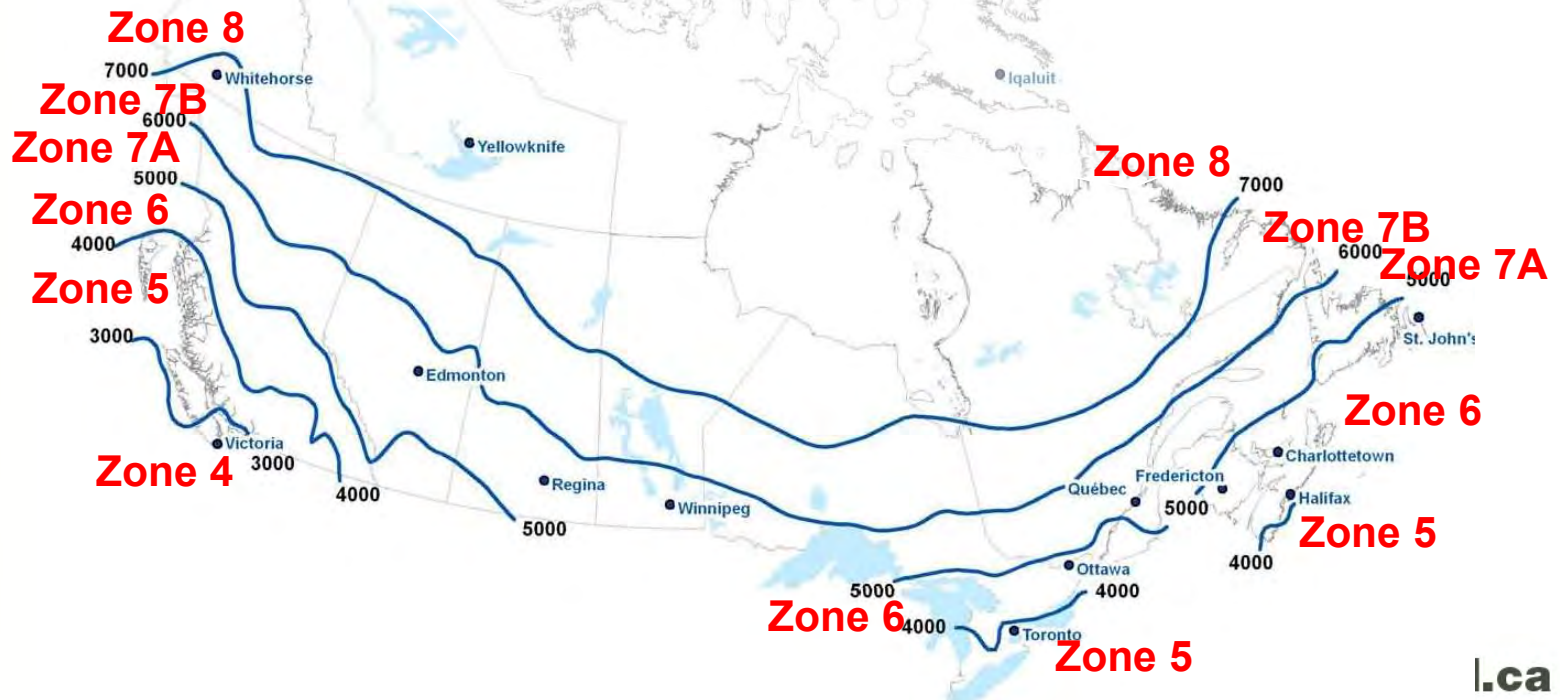 Zone 8
7000
Whitehorse
Iqaluit
Zone 7B
6000
Yellowknife
Zone 7A
Zone 8
5000
7000
Zone 6
Zone 7B
4000
6000
Zone 7A
5000
Zone 5
3000
St. John's
Edmonton
Zone 6
Victoria
3000
Zone 4
Charlottetown
Fredericton
Regina
Québec
4000
Halifax
Winnipeg
5000
5000
Zone 5
4000
Ottawa
5000
4000
Zone 6
4000
Toronto
Zone 5
.ca